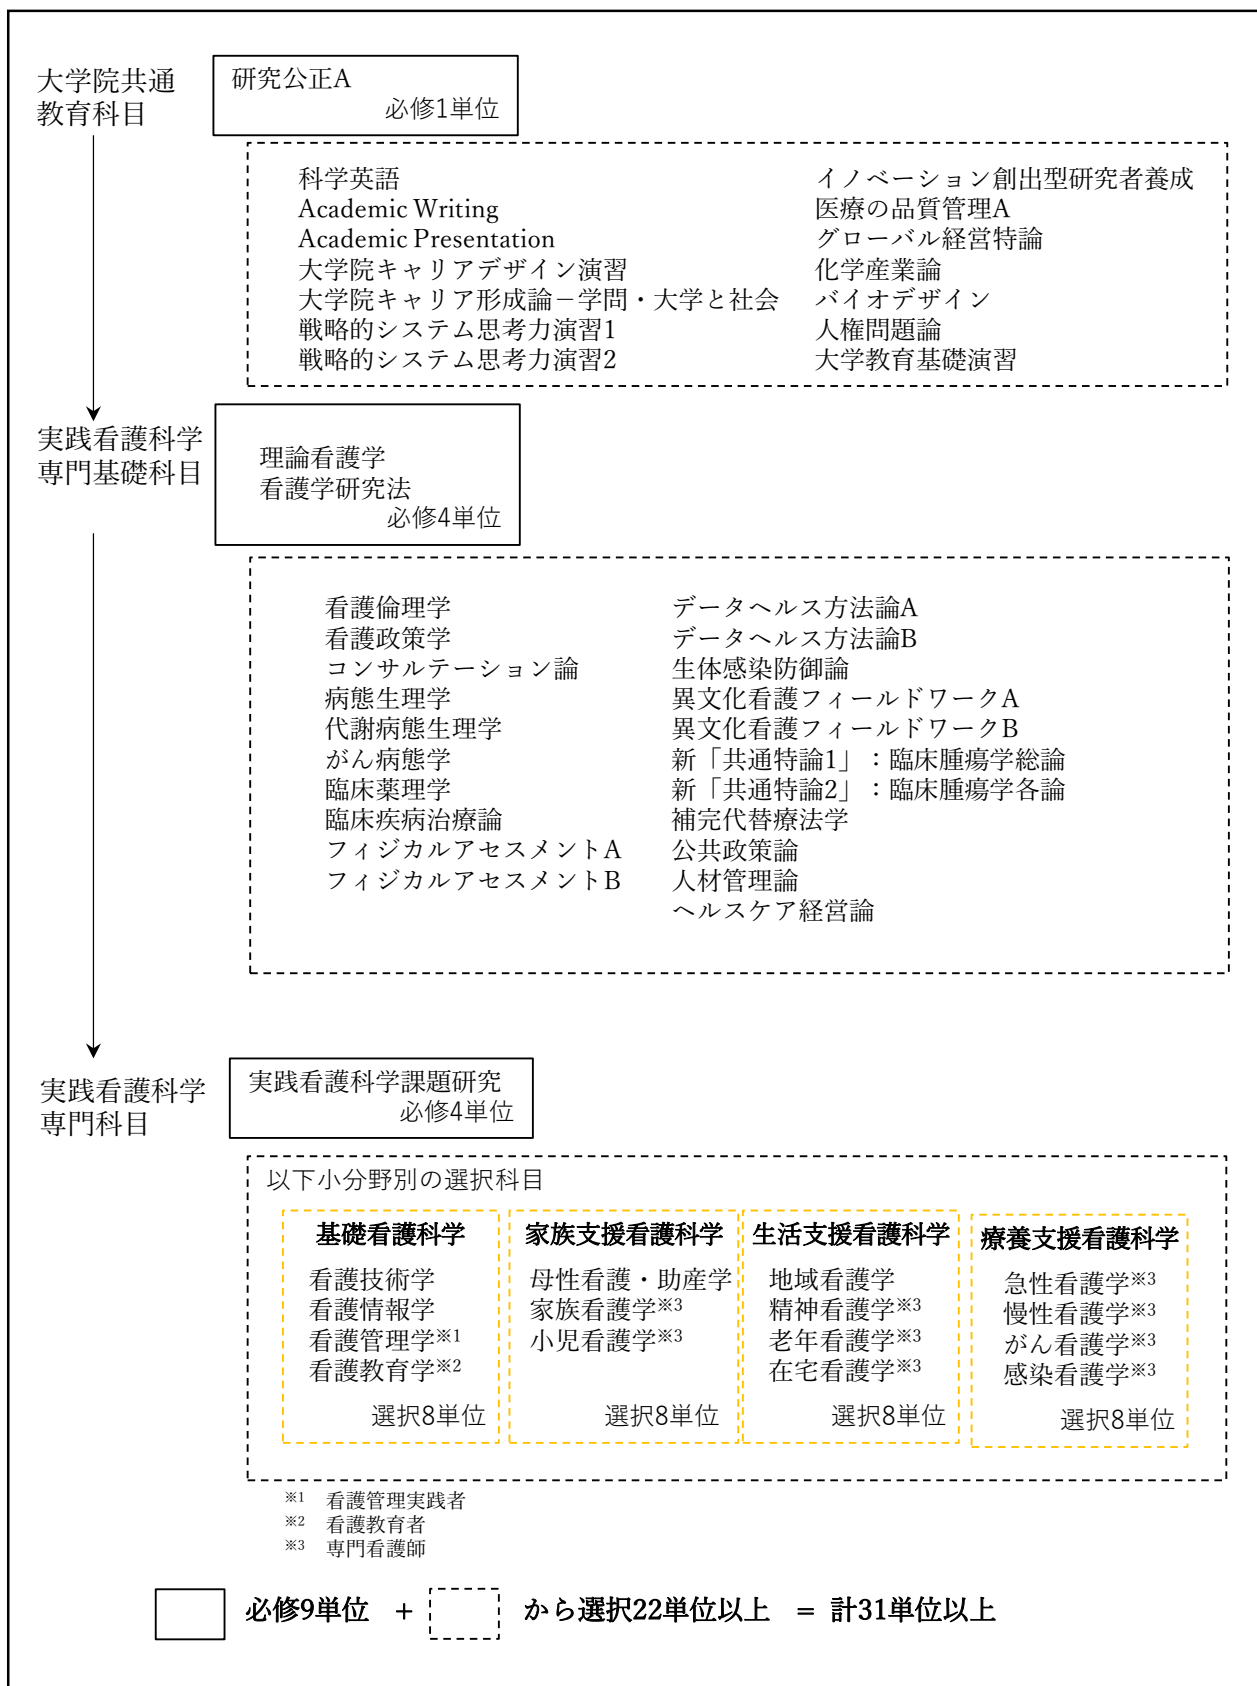 大学院共通
教育科目
研究公正A
必修1単位
科学英語
Academic Writing
Academic Presentation
大学院キャリアデザイン演習
大学院キャリア形成論－学問・大学と社会
戦略的システム思考力演習1
戦略的システム思考力演習2
イノベーション創出型研究者養成
医療の品質管理A
グローバル経営特論
化学産業論
バイオデザイン
人権問題論
大学教育基礎演習
実践看護科学
専門基礎科目
理論看護学
看護学研究法
必修4単位
看護倫理学
看護政策学
コンサルテーション論
病態生理学
代謝病態生理学
がん病態学
臨床薬理学
臨床疾病治療論
フィジカルアセスメントA
フィジカルアセスメントB
データヘルス方法論A
データヘルス方法論B
生体感染防御論
異文化看護フィールドワークA
異文化看護フィールドワークB
新「共通特論1」：臨床腫瘍学総論
新「共通特論2」：臨床腫瘍学各論
補完代替療法学
公共政策論
人材管理論
ヘルスケア経営論
実践看護科学
専門科目
実践看護科学課題研究
必修4単位
以下小分野別の選択科目
基礎看護科学
看護技術学
看護情報学
看護管理学※1
看護教育学※2
選択8単位
家族支援看護科学
母性看護・助産学
家族看護学※3
小児看護学※3
選択8単位
生活支援看護科学
地域看護学
精神看護学※3
老年看護学※3
在宅看護学※3
選択8単位
療養支援看護科学
急性看護学※3
慢性看護学※3
がん看護学※3
感染看護学※3
選択8単位
※1 看護管理実践者
※2 看護教育者
※3 専門看護師
必修9単位 + から選択22単位以上 = 計31単位以上